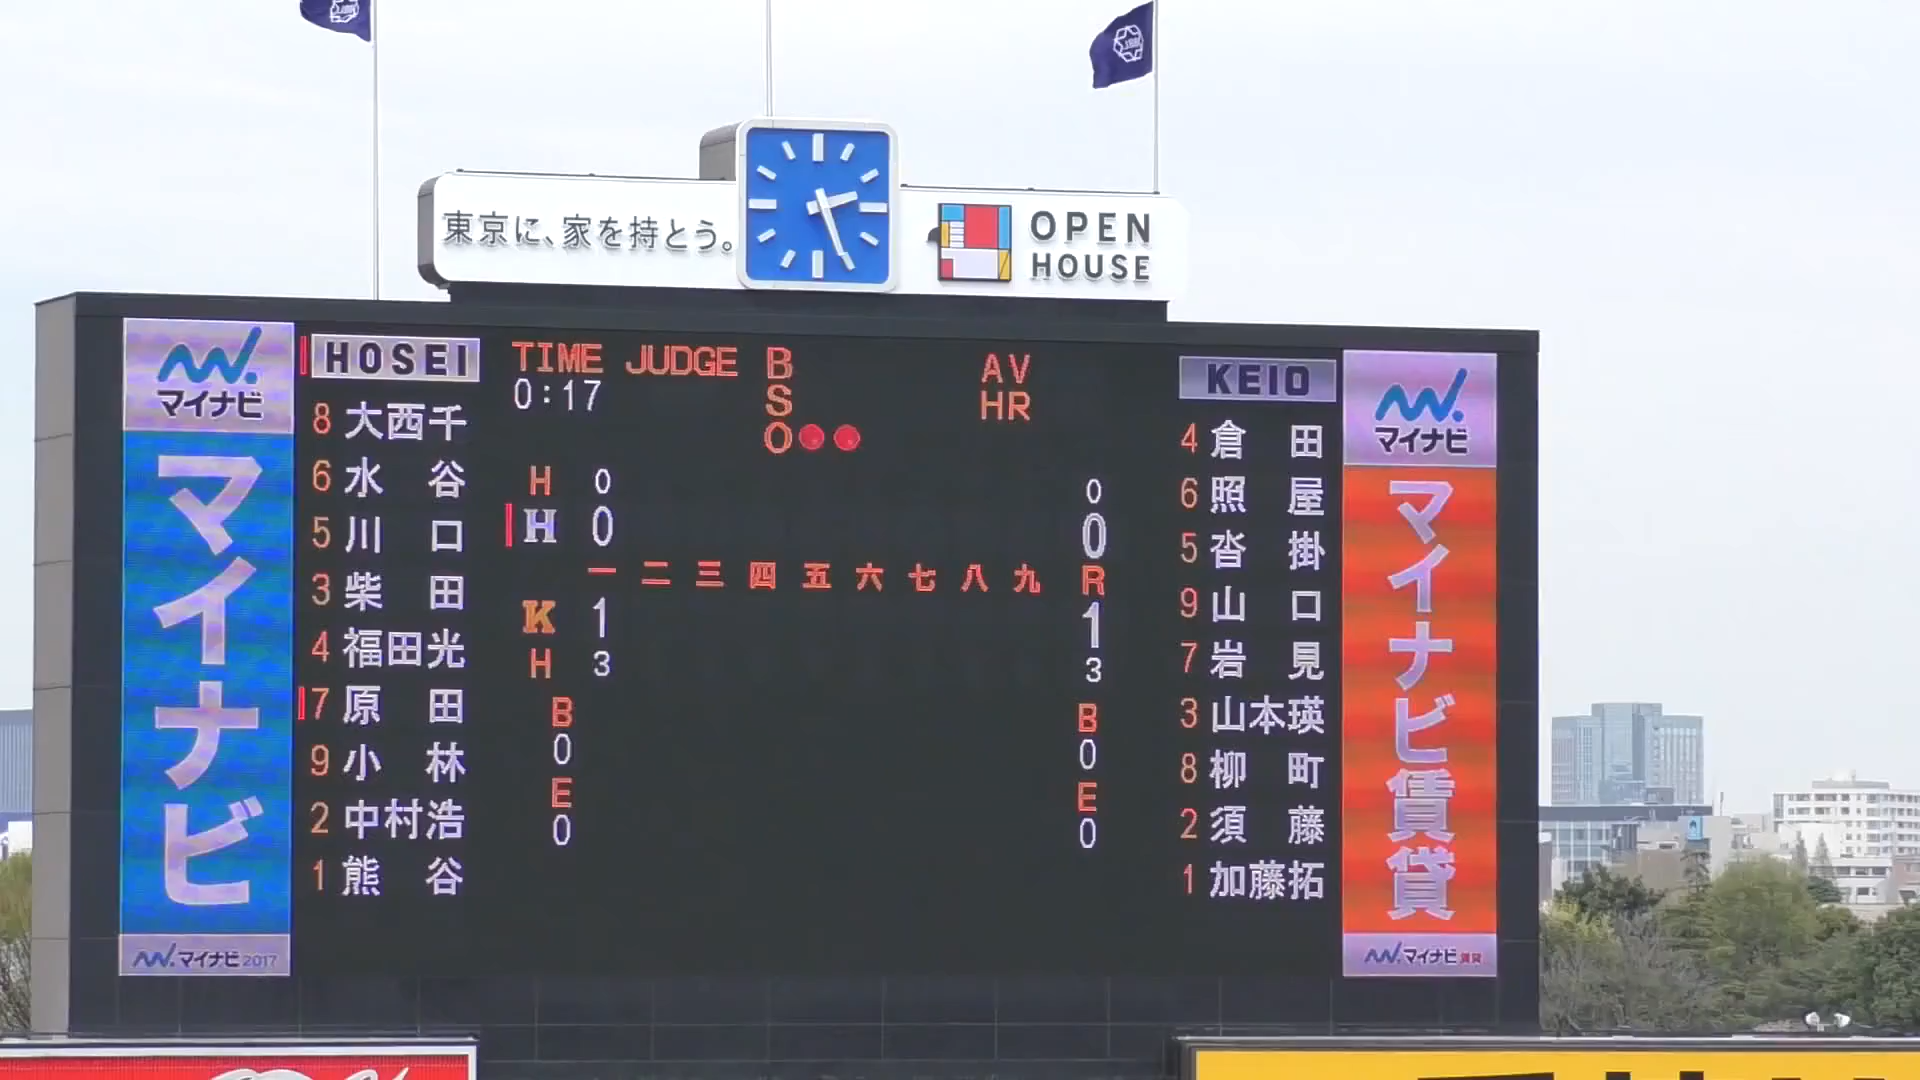 東京に、家を持とう。
OPEN
HOUSE
マイナビ
マイナビ
マイナビ2017
HOSEI
8 大西千
6 水谷
5 川口
3 柴田
4 福田光
7 原田
9 小林
2 中村浩
1 熊谷
TIME JUDGE
0:17
B
S
O
AV
HR
H 0 0
H 0 0
一 二 三 四 五 六 七 八 九 R
K 1 1
H 3 3
B B
0 0
E E
0 0
KEIO
4 倉田
6 照屋
5 沓掛
9 山口
7 岩見
3 山本瑛
8 柳町
2 須藤
1 加藤拓
マイナビ
マイナビ賃貸
マイナビ賃貸